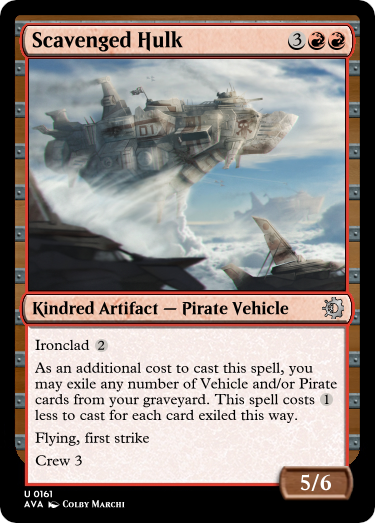 Scavenged Hulk 3
Kindred Artifact — Pirate Vehicle
Ironclad 2
As an additional cost to cast this spell, you
may exile any number of Vehicle and/or Pirate
cards from your graveyard. This spell costs 1
less to cast for each card exiled this way.
Flying, first strike
Crew 3
5/6
U 0161
AVA Colby Marchi